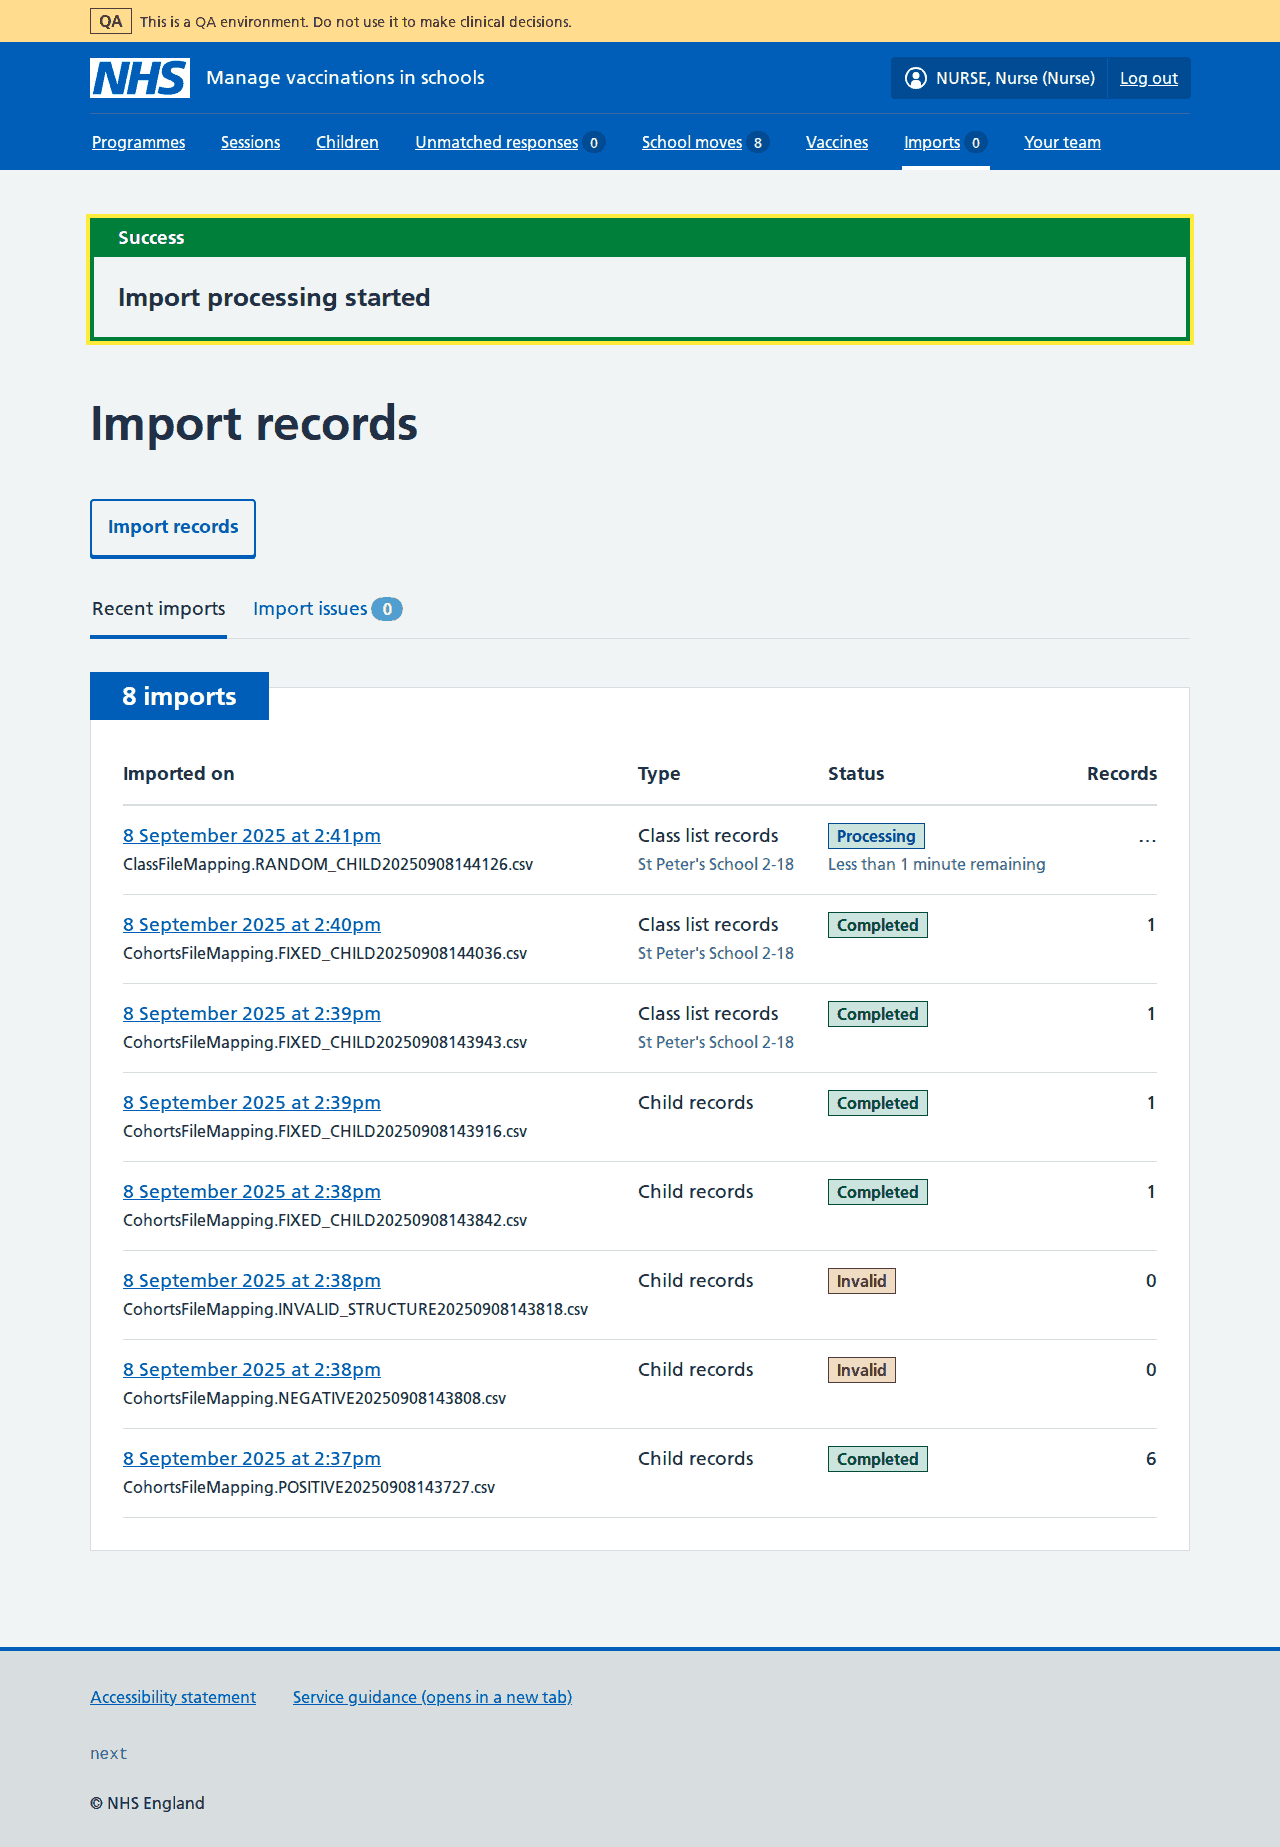 QA This is a QA environment. Do not use it to make clinical decisions.
NHS Manage vaccinations in schools NURSE, Nurse (Nurse) Log out
Programmes Sessions Children Unmatched responses 0 School moves 8 Vaccines Imports 0 Your team
Success
Import processing started
Import records
Import records
Recent imports Import issues 0
8 imports
Imported on Type Status Records
8 September 2025 at 2:41pm Class list records Processing ...
ClassFileMapping.RANDOM_CHILD20250908144126.csv St Peter's School 2-18 Less than 1 minute remaining
8 September 2025 at 2:40pm Class list records Completed 1
CohortsFileMapping.FIXED_CHILD20250908144036.csv St Peter's School 2-18
8 September 2025 at 2:39pm Class list records Completed 1
CohortsFileMapping.FIXED_CHILD20250908143943.csv St Peter's School 2-18
8 September 2025 at 2:39pm Child records Completed 1
CohortsFileMapping.FIXED_CHILD20250908143916.csv
8 September 2025 at 2:38pm Child records Completed 1
CohortsFileMapping.FIXED_CHILD20250908143842.csv
8 September 2025 at 2:38pm Child records Invalid 0
CohortsFileMapping.INVALID_STRUCTURE20250908143818.csv
8 September 2025 at 2:38pm Child records Invalid 0
CohortsFileMapping.NEGATIVE20250908143808.csv
8 September 2025 at 2:37pm Child records Completed 6
CohortsFileMapping.POSITIVE20250908143727.csv
Accessibility statement Service guidance (opens in a new tab)
next
© NHS England